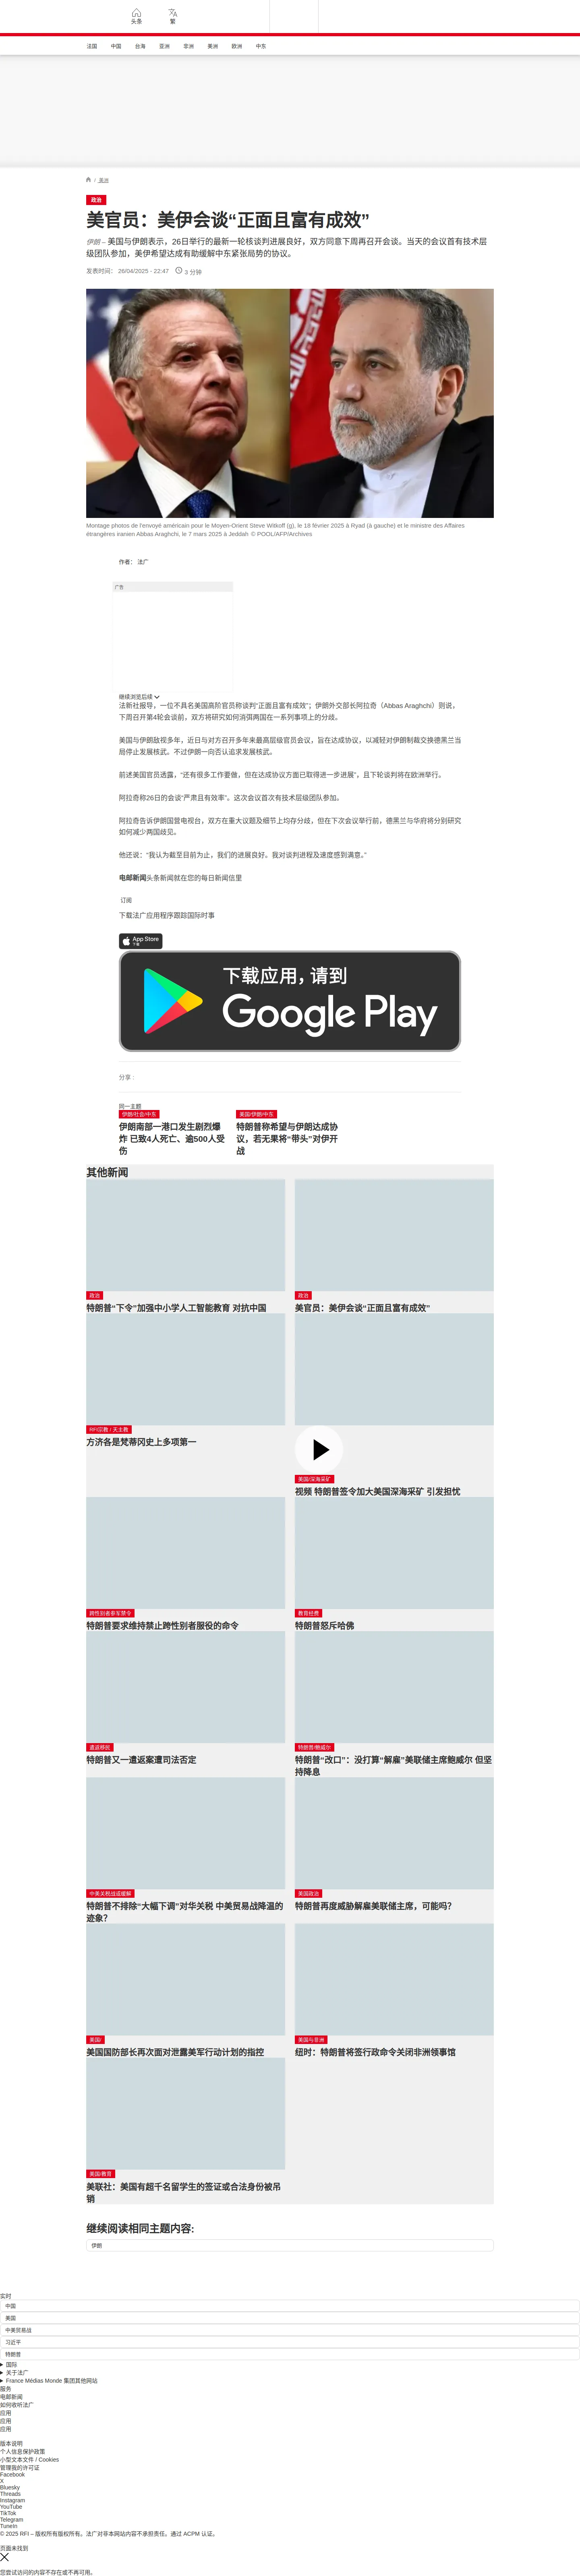 头条
繁
法国 中国 台海 亚洲 非洲 美洲 欧洲 中东
/ 美洲
政治
美官员：美伊会谈“正面且富有成效”
伊朗 – 美国与伊朗表示，26日举行的最新一轮核谈判进展良好，双方同意下周再召开会谈。当天的会议首有技术层
级团队参加，美伊希望达成有助缓解中东紧张局势的协议。
发表时间： 26/04/2025 - 22:47 3 分钟
Montage photos de l'envoyé américain pour le Moyen-Orient Steve Witkoff (g), le 18 février 2025 à Ryad (à gauche) et le ministre des Affaires
étrangères iranien Abbas Araghchi, le 7 mars 2025 à Jeddah © POOL/AFP/Archives
作者： 法广
广告
继续浏览后续
法新社报导，一位不具名美国高阶官员称谈判“正面且富有成效”；伊朗外交部长阿拉奇（Abbas Araghchi）则说，
下周召开第4轮会谈前，双方将研究如何消弭两国在一系列事项上的分歧。
美国与伊朗敌视多年，近日与对方召开多年来最高层级官员会议，旨在达成协议，以减轻对伊朗制裁交换德黑兰当
局停止发展核武。不过伊朗一向否认追求发展核武。
前述美国官员透露，“还有很多工作要做，但在达成协议方面已取得进一步进展”，且下轮谈判将在欧洲举行。
阿拉奇称26日的会谈“严肃且有效率”。这次会议首次有技术层级团队参加。
阿拉奇告诉伊朗国营电视台，双方在重大议题及细节上均存分歧，但在下次会议举行前，德黑兰与华府将分别研究
如何减少两国歧见。
他还说：“我认为截至目前为止，我们的进展良好。我对谈判进程及速度感到满意。”
电邮新闻头条新闻就在您的每日新闻信里
订阅
下载法广应用程序跟踪国际时事
App Store
下载
下载应用，请到
Google Play
分享 :
同一主题
伊朗/社会/中东
伊朗南部一港口发生剧烈爆
炸 已致4人死亡、逾500人受
伤
美国/伊朗/中东
特朗普称希望与伊朗达成协
议，若无果将“带头”对伊开
战
其他新闻
政治
特朗普“下令”加强中小学人工智能教育 对抗中国
政治
美官员：美伊会谈“正面且富有成效”
RFI宗教 / 天主教
方济各是梵蒂冈史上多项第一
美国/深海采矿
视频 特朗普签令加大美国深海采矿 引发担忧
跨性别者参军禁令
特朗普要求维持禁止跨性别者服役的命令
教育经费
特朗普怒斥哈佛
遣返移民
特朗普又一遣返案遭司法否定
特朗普/鲍威尔
特朗普“改口”：没打算“解雇”美联储主席鲍威尔 但坚
持降息
中美关税战或缓解
特朗普不排除“大幅下调”对华关税 中美贸易战降温的
迹象？
美国政治
特朗普再度威胁解雇美联储主席，可能吗？
美国/
美国国防部长再次面对泄露美军行动计划的指控
美国与非洲
纽时：特朗普将签行政命令关闭非洲领事馆
美国/教育
美联社：美国有超千名留学生的签证或合法身份被吊
销
继续阅读相同主题内容:
伊朗
实时
中国
美国
中美贸易战
习近平
特朗普
国际
关于法广
France Médias Monde 集团其他网站
服务
电邮新闻
如何收听法广
应用
应用
应用
版本说明
个人信息保护政策
小型文本文件 / Cookies
管理我的许可证
Facebook
X
Bluesky
Threads
Instagram
YouTube
TikTok
Telegram
TuneIn
© 2025 RFI – 版权所有版权所有。法广对非本网站内容不承担责任。通过 ACPM 认证。
页面未找到
您尝试访问的内容不存在或不再可用。